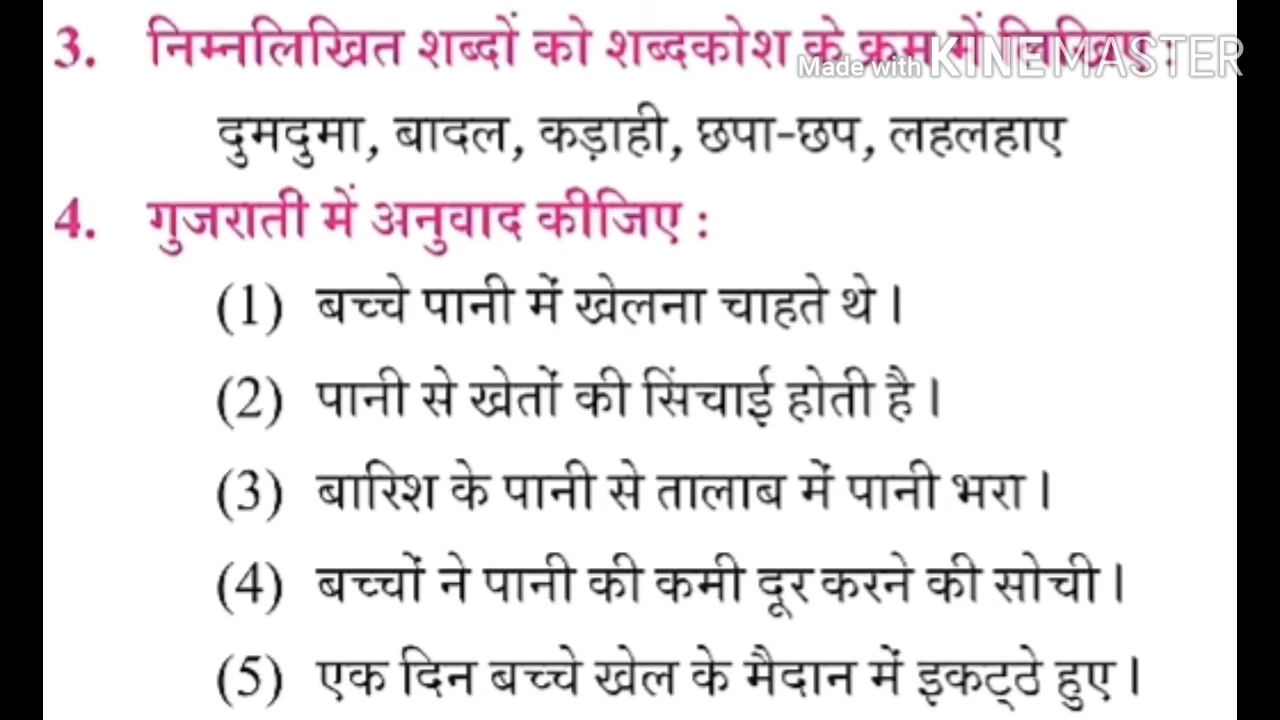 3. निम्नलिखित शब्दों को शब्दकोश के क्रम में लिखिए :
Made with KINEMASTER
दुमदुमा, बादल, कड़ाही, छपा-छप, लहलहाए
4. गुजराती में अनुवाद कीजिए :
(1) बच्चे पानी में खेलना चाहते थे।
(2) पानी से खेतों की सिंचाई होती है।
(3) बारिश के पानी से तालाब में पानी भरा।
(4) बच्चों ने पानी की कमी दूर करने की सोची।
(5) एक दिन बच्चे खेल के मैदान में इकट्ठे हुए।